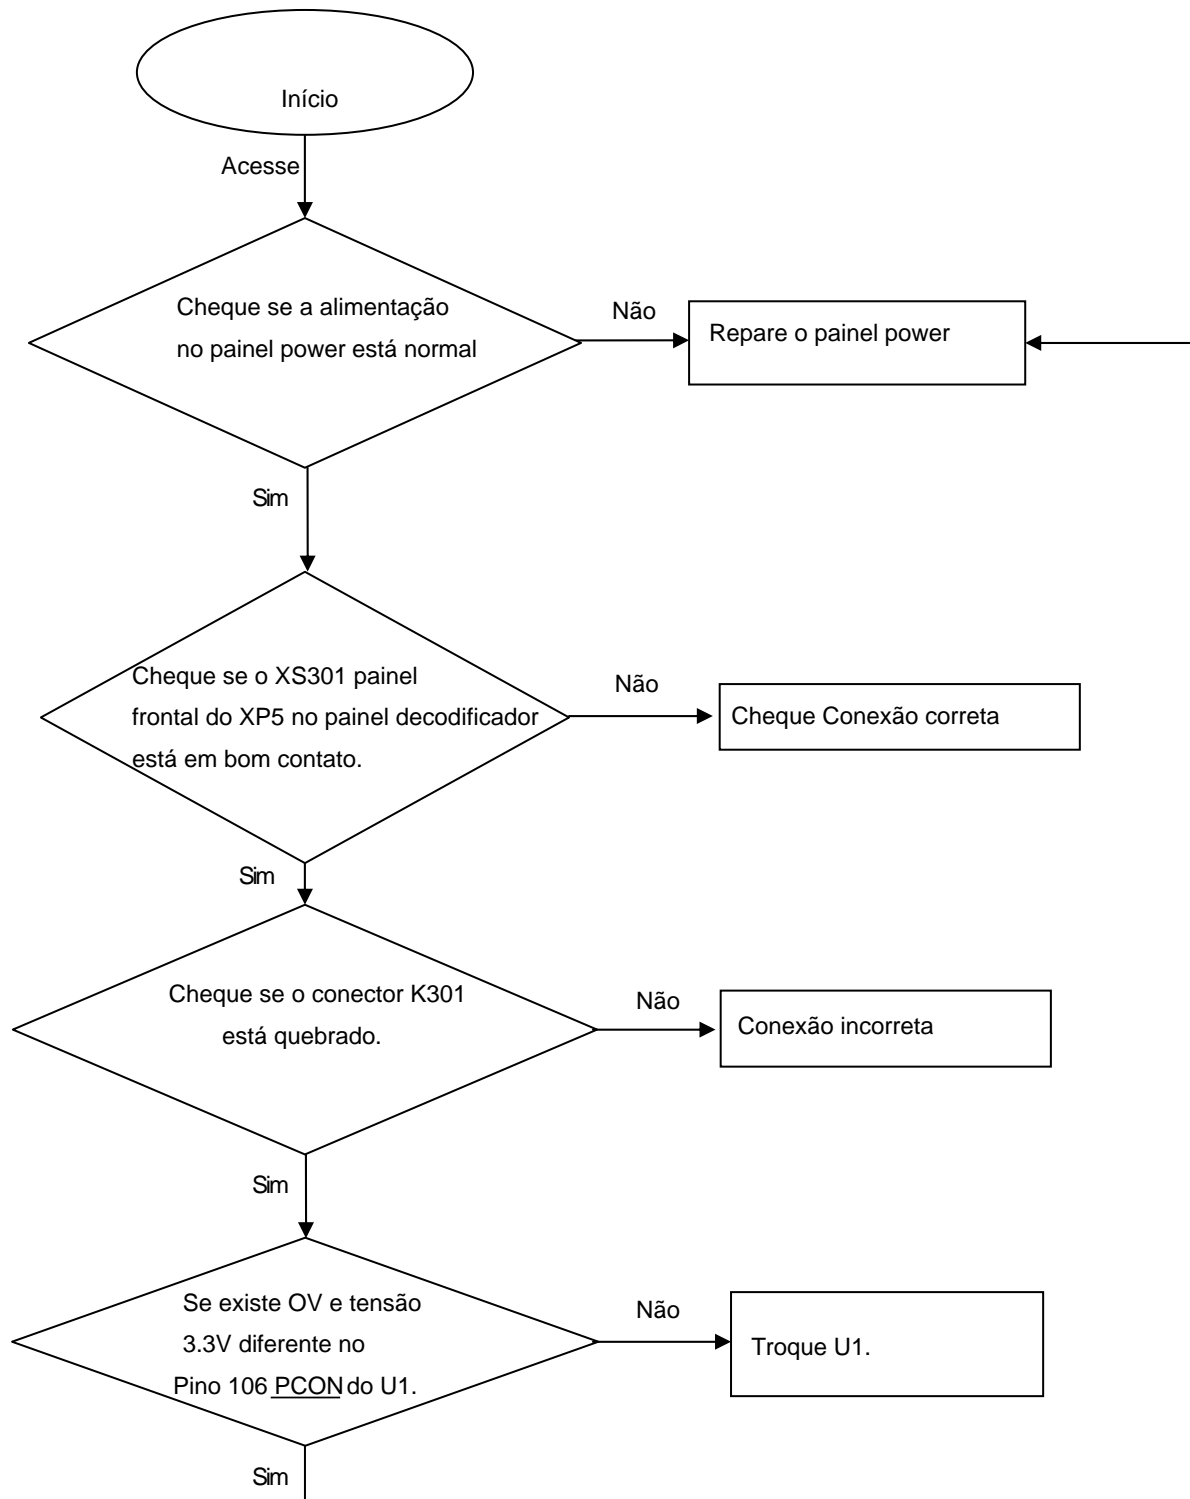 Início
Acesse
Cheque se a alimentação
no painel power está normal
Não
Repare o painel power
Sim
Cheque se o XS301 painel
frontal do XP5 no painel decodificador
está em bom contato.
Não
Cheque Conexão correta
Sim
Cheque se o conector K301
está quebrado.
Não
Conexão incorreta
Sim
Se existe OV e tensão
3.3V diferente no
Pino 106 PCON do U1.
Não
Troque U1.
Sim